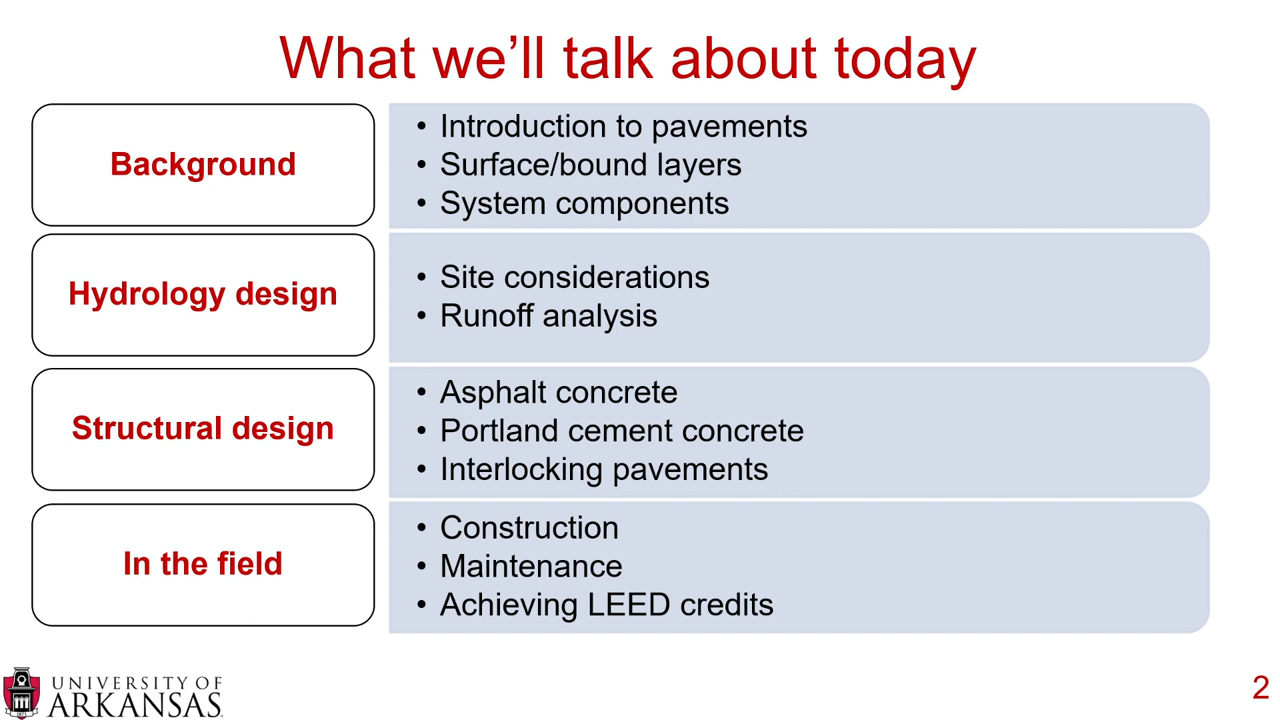 What we'll talk about today
Background
• Introduction to pavements
• Surface/bound layers
• System components
Hydrology design
• Site considerations
• Runoff analysis
Structural design
• Asphalt concrete
• Portland cement concrete
• Interlocking pavements
In the field
• Construction
• Maintenance
• Achieving LEED credits
UNIVERSITY OF
ARKANSAS
2